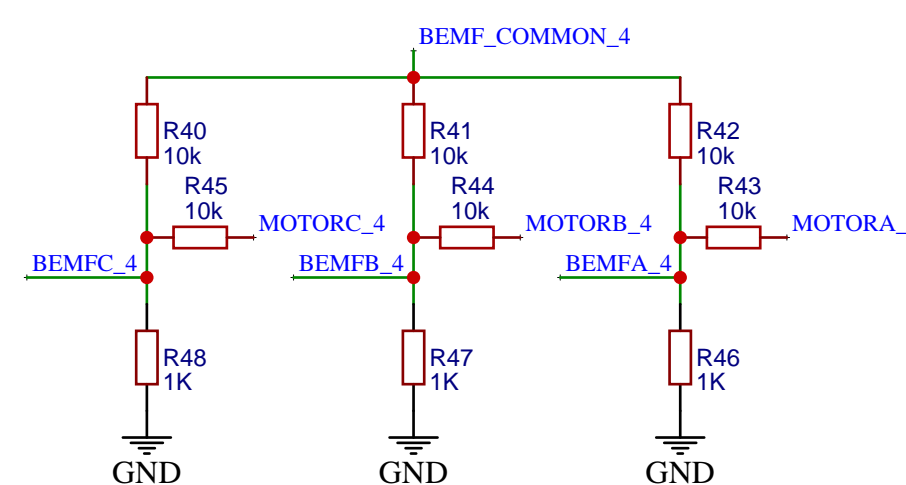 BEMF_COMMON_4
R40
10k
R41
10k
R42
10k
R45
10k
R44
10k
R43
10k
MOTORC_4
MOTORB_4
MOTORA_
BEMFC_4
BEMFB_4
BEMFA_4
R48
1K
R47
1K
R46
1K
GND
GND
GND